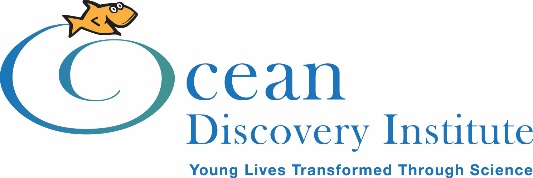 Ocean
Discovery Institute
Young Lives Transformed Through Science